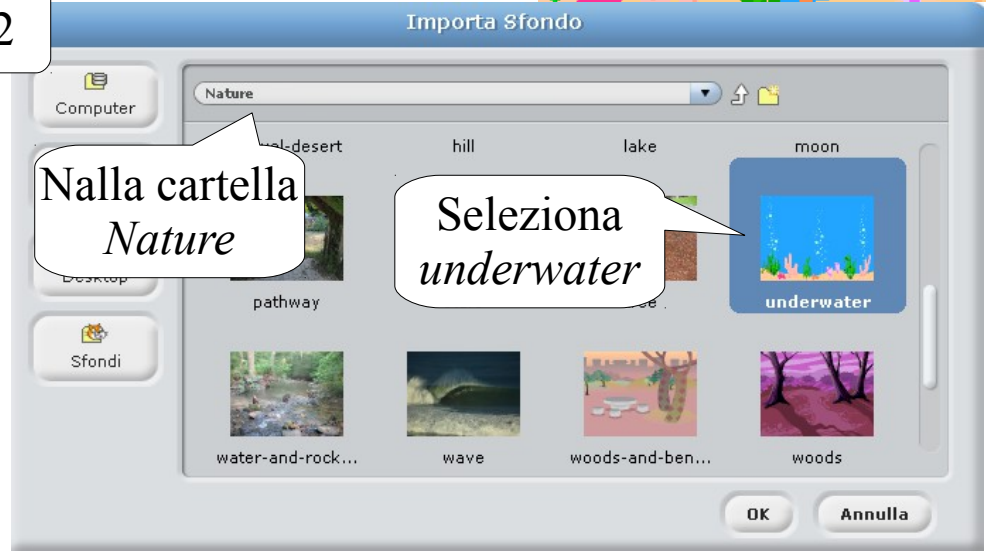 2
Importa Sfondo
Computer
Nature
hill
lake
moon
Nalla cartella
Nature
Seleziona
underwater
Desktop
pathway
underwater
Sfondi
water-and-rock...
wave
woods-and-ben...
woods
OK
Annulla